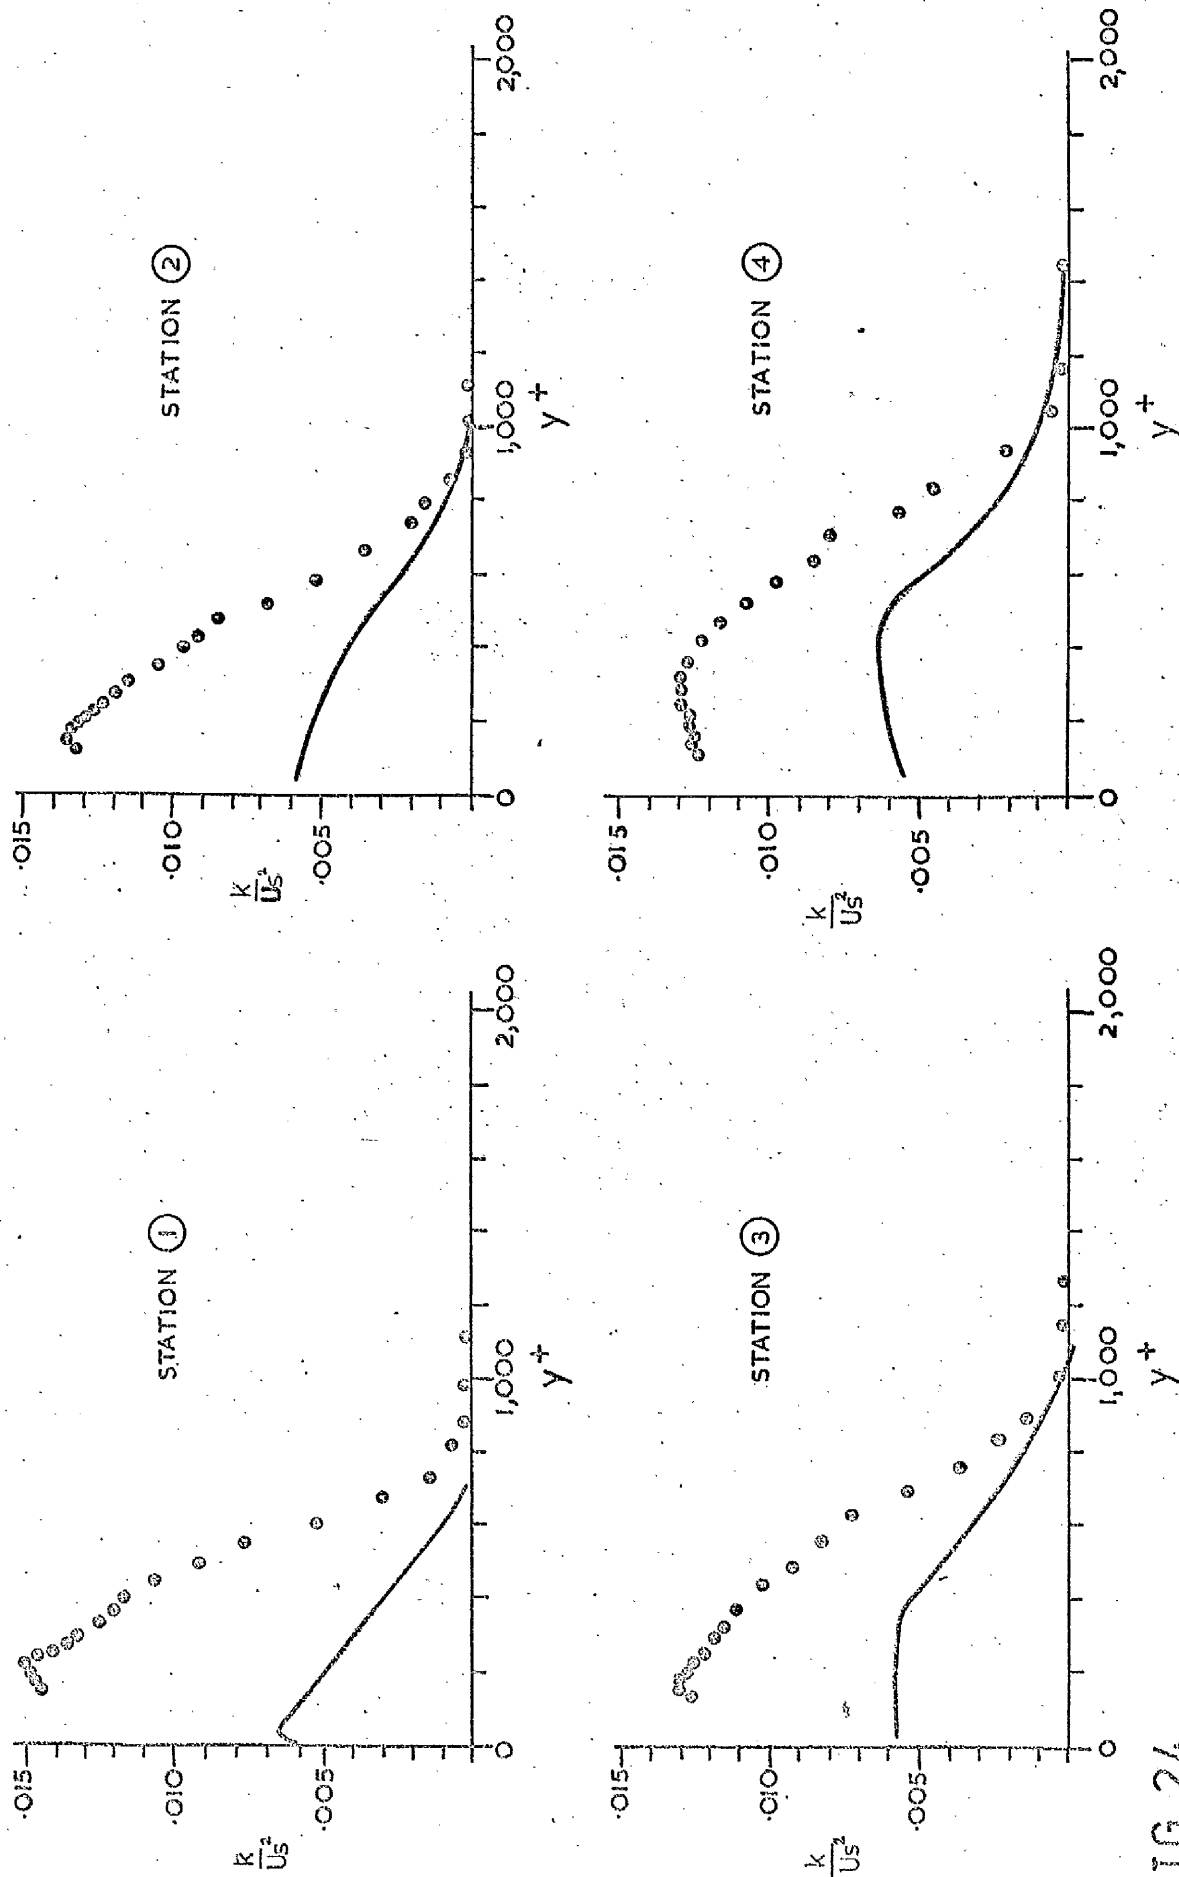 STATION 1
·015
·010
·005
k
Us²
0
1,000
2,000
y+
STATION 2
·015
·010
·005
k
Us²
0
1,000
2,000
y+
STATION 3
·015
·010
·005
k
Us²
0
1,000
2,000
y+
STATION 4
·015
·010
·005
k
Us²
0
1,000
2,000
y+